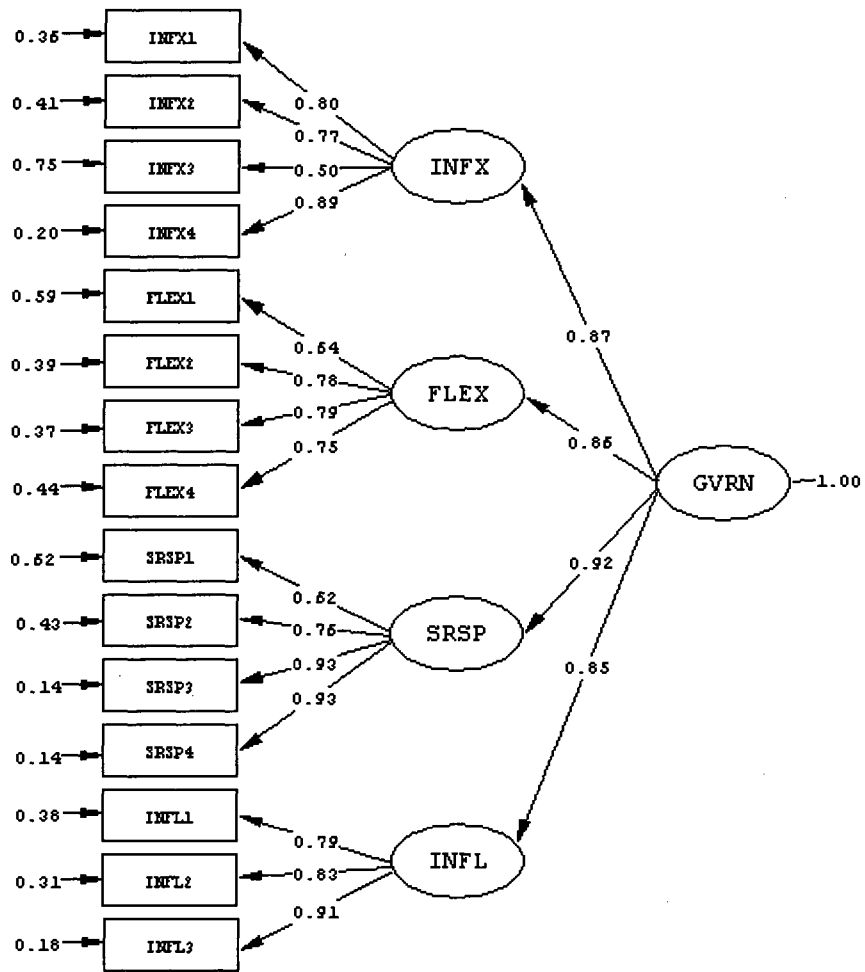 0.36 INFX1
0.80
0.41 INFX2
0.77
0.75 INFX3 0.50 INFX
0.89
0.20 INFX4
0.59 FLEX1
0.87
0.64
0.39 FLEX2
0.78
FLEX
0.79
0.37 FLEX3
0.86
0.75
0.44 FLEX4
GVRN 1.00
0.62 SRSP1
0.92
0.62
0.43 SRSP2
0.76
SRSP
0.93
0.14 SRSP3
0.85
0.93
0.14 SRSP4
0.38 INFL1
0.79
INFL
0.31 INFL2 0.83
0.91
0.18 INFL3